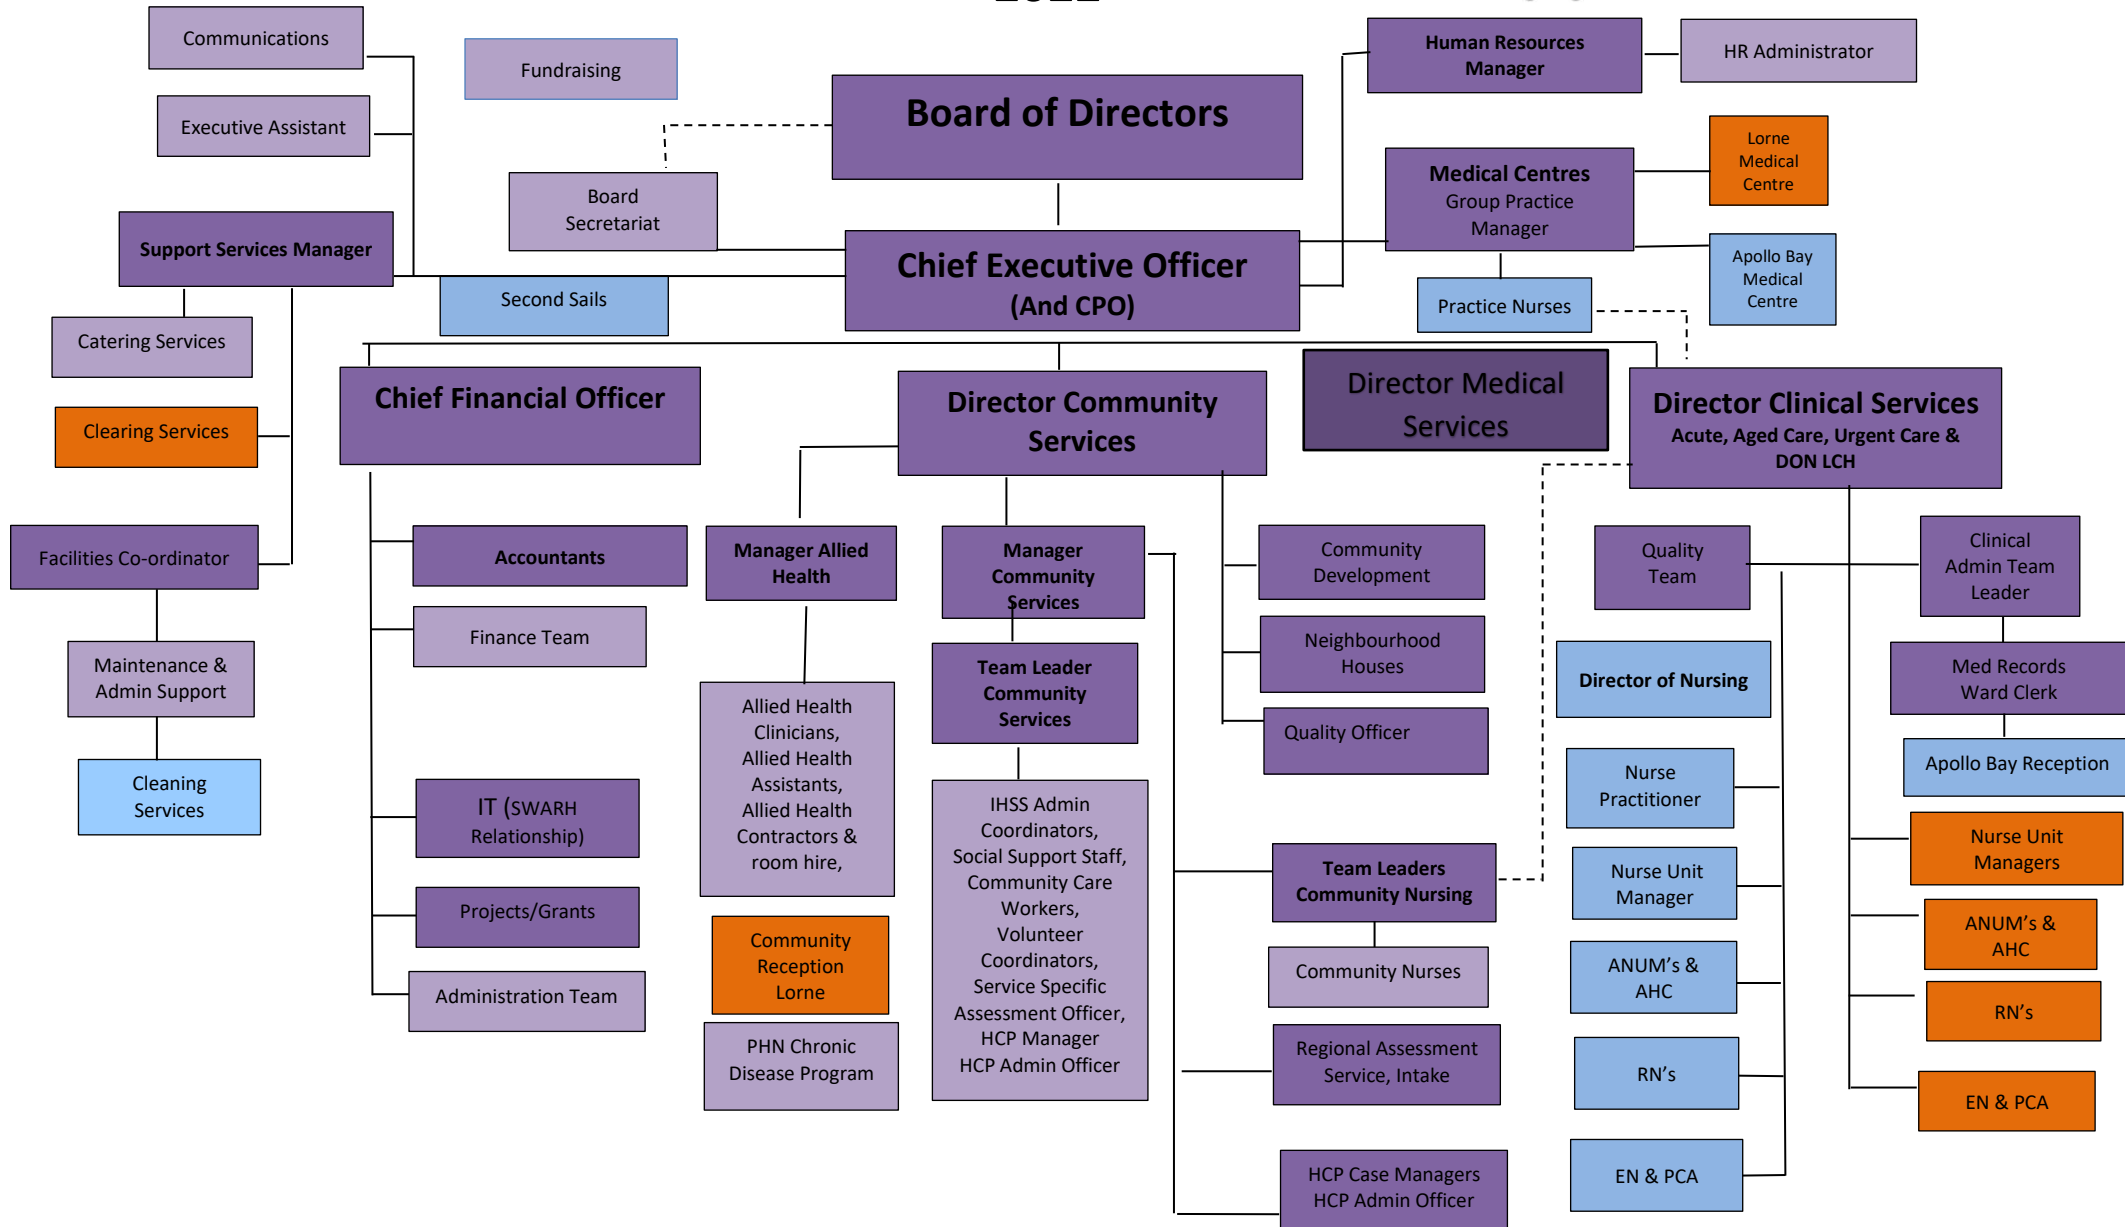 Communications
Fundraising
Human Resources
Manager
HR Administrator
Executive Assistant
Board of Directors
Lorne
Medical
Centre
Medical Centres
Group Practice
Manager
Board
Secretariat
Support Services Manager
Chief Executive Officer
(And CPO)
Apollo Bay
Medical
Centre
Second Sails
Practice Nurses
Catering Services
Chief Financial Officer
Director Community
Services
Director Medical
Services
Director Clinical Services
Acute, Aged Care, Urgent Care &
DON LCH
Clearing Services
Facilities Co-ordinator
Accountants
Manager Allied
Health
Manager
Community
Services
Community
Development
Quality
Team
Clinical
Admin Team
Leader
Finance Team
Maintenance &
Admin Support
Team Leader
Community
Services
Neighbourhood
Houses
Director of Nursing
Med Records
Ward Clerk
Allied Health
Clinicians,
Allied Health
Assistants,
Allied Health
Contractors &
room hire,
Quality Officer
Apollo Bay Reception
Cleaning
Services
IT (SWARH
Relationship)
IHSS Admin
Coordinators,
Social Support Staff,
Community Care
Workers,
Volunteer
Coordinators,
Service Specific
Assessment Officer,
HCP Manager
HCP Admin Officer
Nurse
Practitioner
Nurse Unit
Managers
Team Leaders
Community Nursing
Nurse Unit
Manager
Projects/Grants
ANUM's &
AHC
Community
Reception
Lorne
Community Nurses
ANUM's &
AHC
Administration Team
RN's
PHN Chronic
Disease Program
Regional Assessment
Service, Intake
RN's
EN & PCA
HCP Case Managers
HCP Admin Officer
EN & PCA